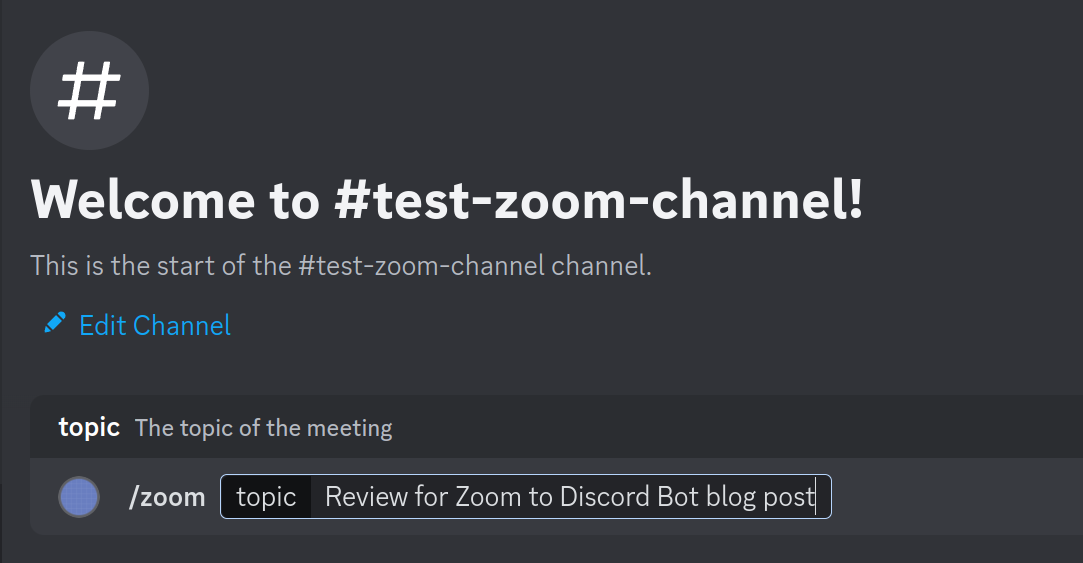 #
Welcome to #test-zoom-channel!
This is the start of the #test-zoom-channel channel.
Edit Channel
topic The topic of the meeting
/zoom topic Review for Zoom to Discord Bot blog post